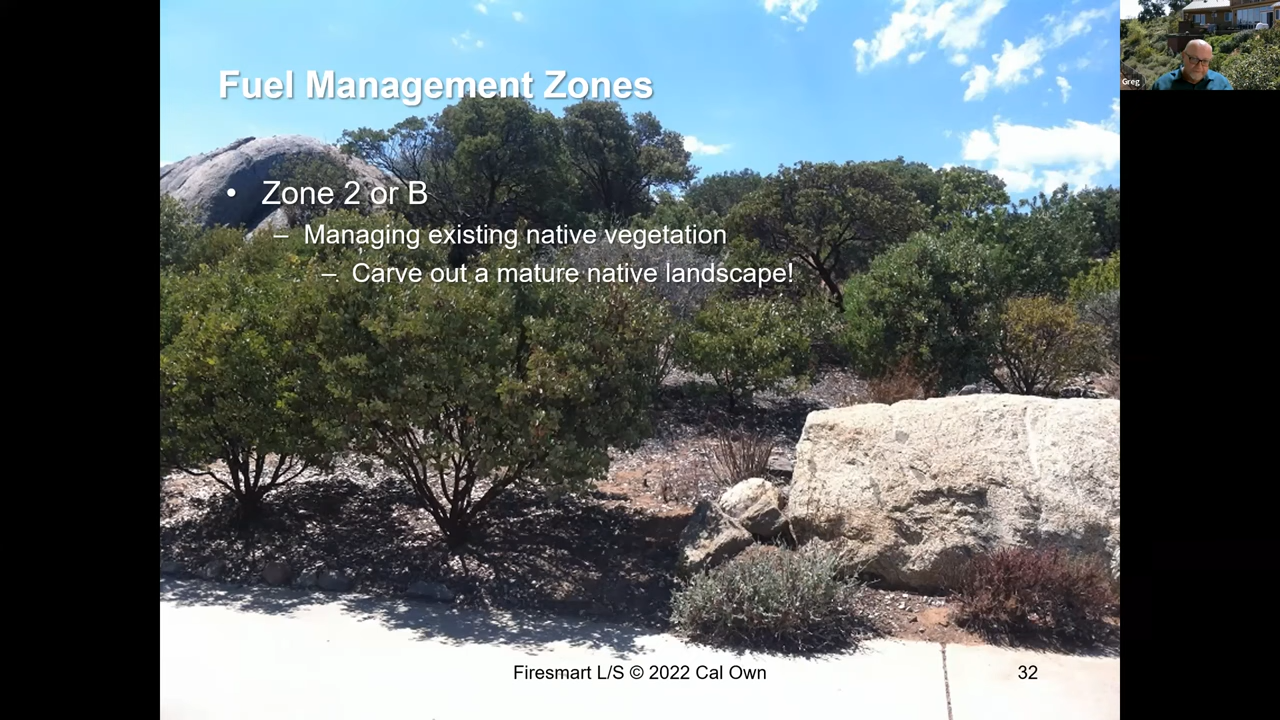 Fuel Management Zones
• Zone 2 or B
– Managing existing native vegetation
– Carve out a mature native landscape!
Firesmart L/S © 2022 Cal Own
32
Greg